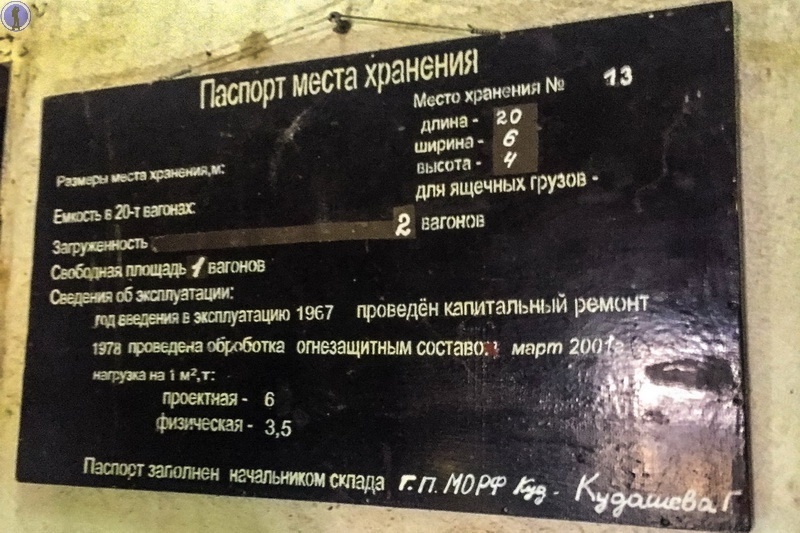 Паспорт места хранения
Место хранения № 13
Размеры места хранения,м:
длина - 20
ширина - 6
высота - 4
Емкость в 20-т вагонах:
для ящечных грузов -
Загруженность 2 вагонов
Свободная площадь 1 вагонов
Сведения об эксплуатации:
год введения в эксплуатацию 1967 проведён капитальный ремонт
1978 проведена обработка огнезащитным составом март 2001г
нагрузка на 1 м²,т:
проектная - 6
физическая - 3,5
Паспорт заполнен начальником склада г.п. МОРФ Куд - Кудашева Г